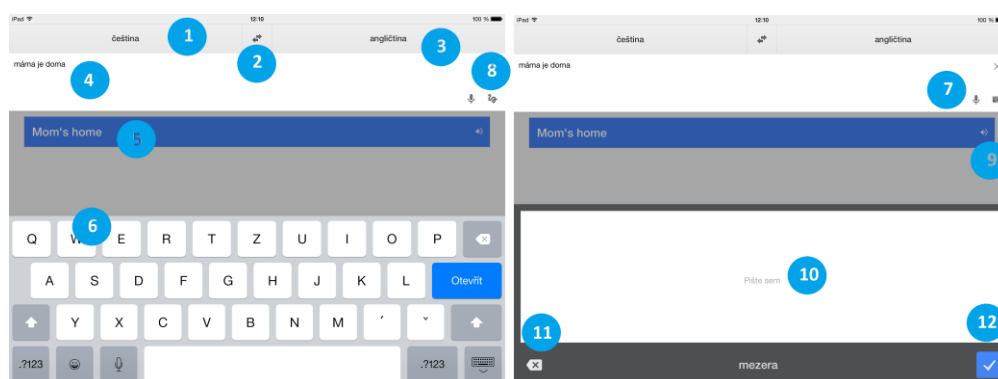 iPad 12:10 100 %
čeština 1 2 angličtina 3
máma je doma 4 8
Mom's home 5
6
Q W E R T Z U I O P
A S D F G H J K L Otevřít
Y X C V B N M ´ ˇ
.?123 .?123
iPad 12:10 100 %
čeština angličtina
máma je doma
7
Mom's home
9
Pište sem 10
11 12
mezera